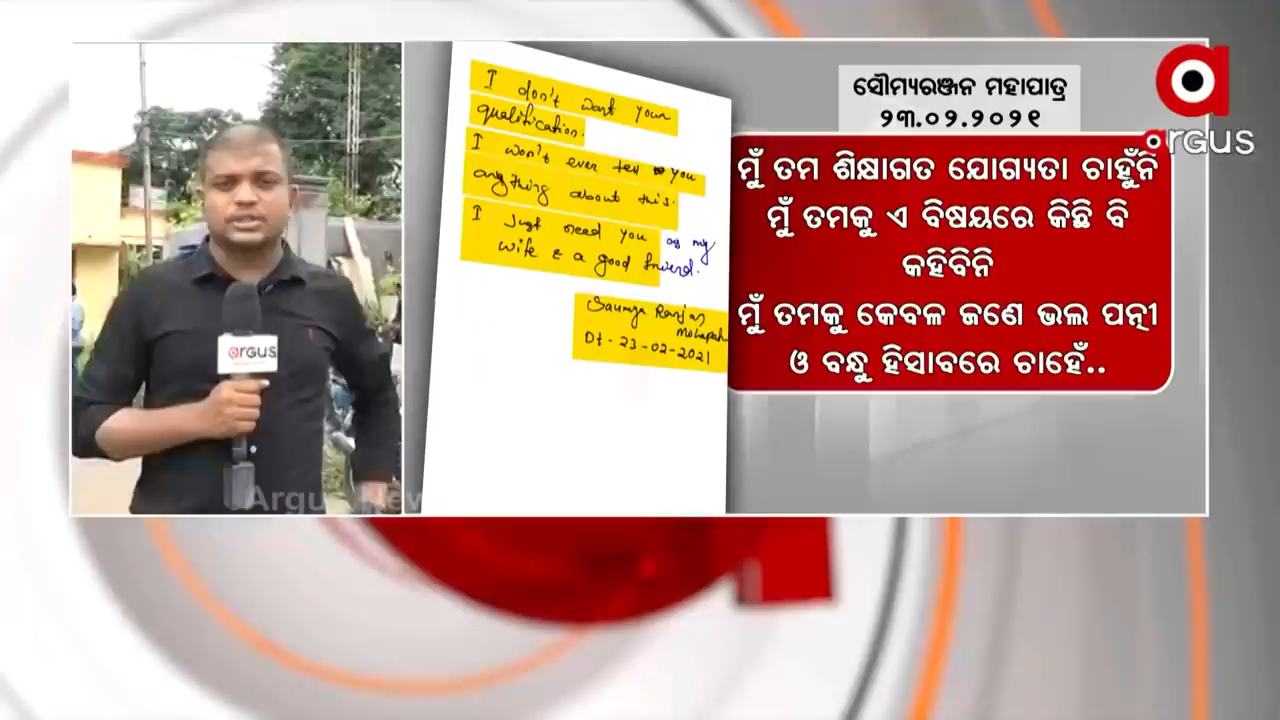 I don't want your
qualification.
I won't ever tell you
anything about this.
I Just need you as my
wife & a good friend.
Saumya Ranjan
Mohapatra
Dt - 23-02-2021
ସୌମ୍ୟରଞ୍ଜନ ମହାପାତ୍ର
୨୩.୦୨.୨୦୨୧
ମୁଁ ତମ ଶିକ୍ଷାଗତ ଯୋଗ୍ୟତା ଚାହୁଁନି
ମୁଁ ତମକୁ ଏ ବିଷୟରେ କିଛି ବି
କହିବିନି
ମୁଁ ତମକୁ କେବଳ ଜଣେ ଭଲ ପତ୍ନୀ
ଓ ବନ୍ଧୁ ହିସାବରେ ଚାହେଁ..
argus
argus
Argus News